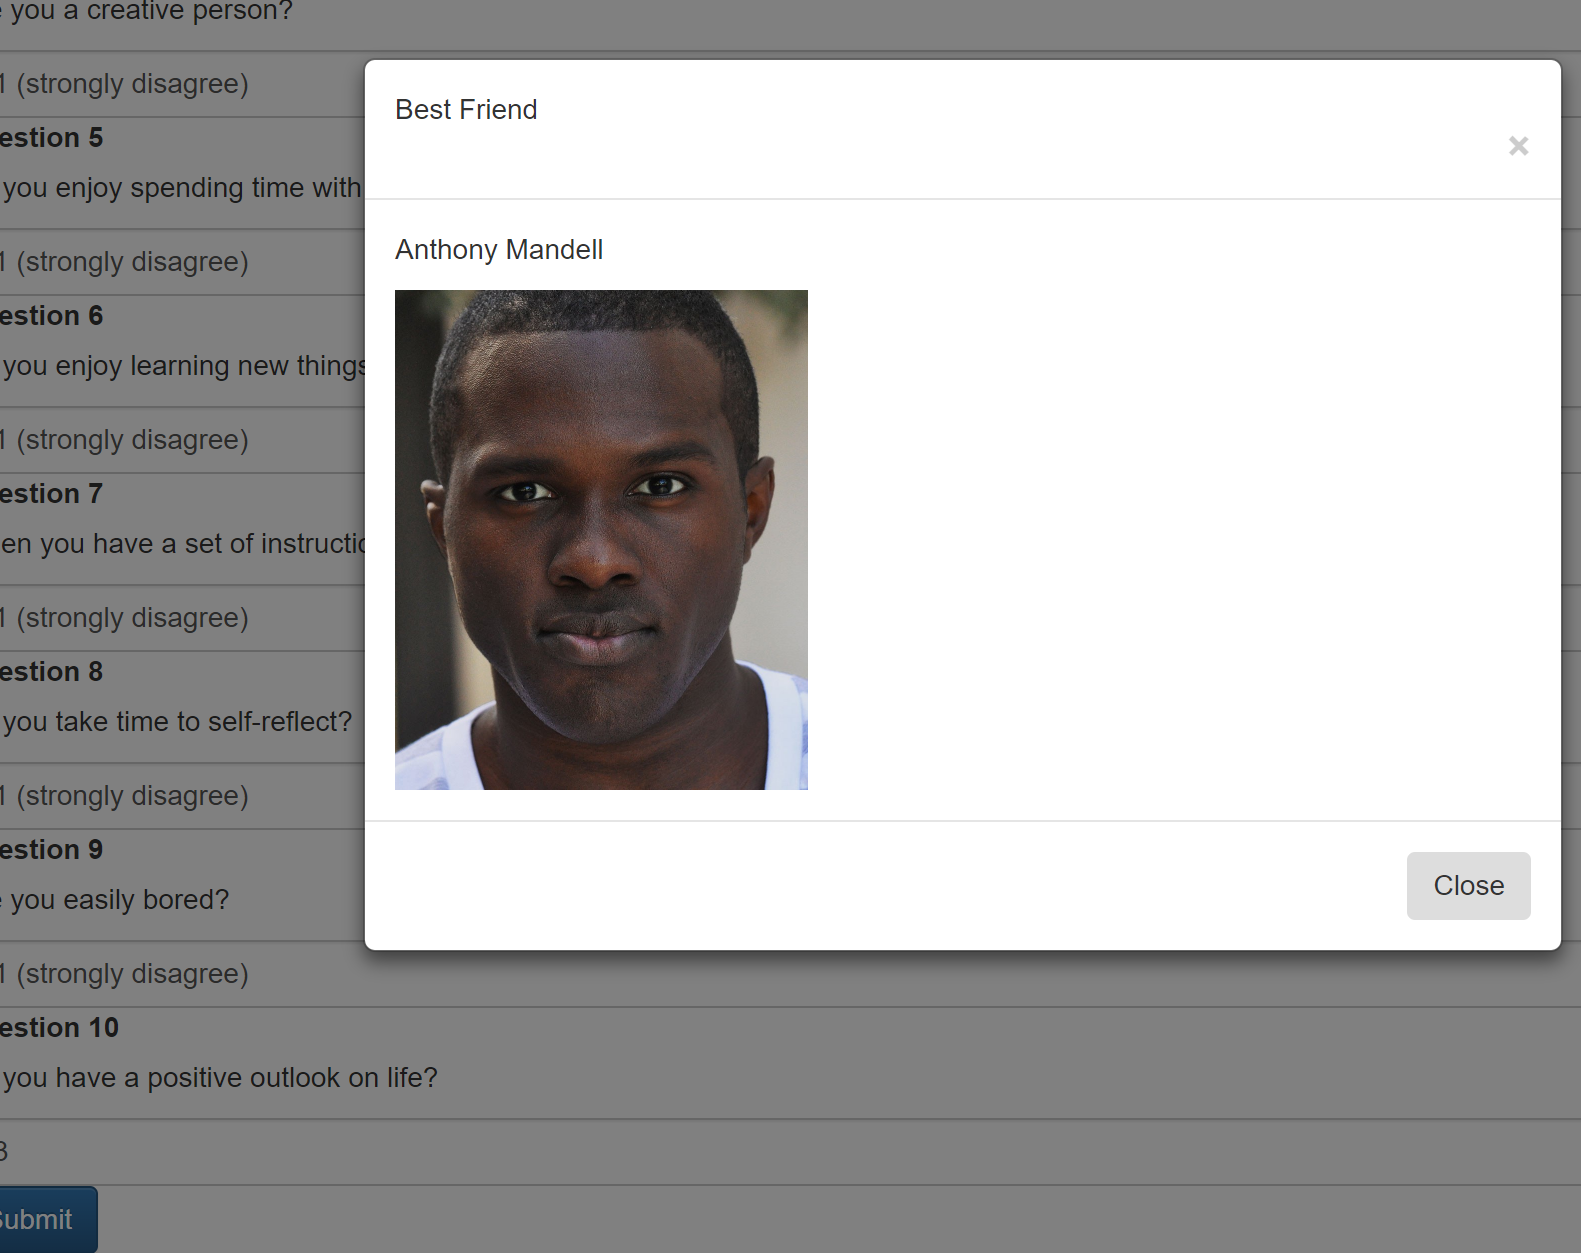 you a creative person?
1 (strongly disagree)
estion 5
you enjoy spending time with
1 (strongly disagree)
estion 6
you enjoy learning new things
1 (strongly disagree)
estion 7
en you have a set of instructio
1 (strongly disagree)
estion 8
you take time to self-reflect?
1 (strongly disagree)
estion 9
you easily bored?
1 (strongly disagree)
estion 10
you have a positive outlook on life?
3
Submit
Best Friend
×
Anthony Mandell
Close